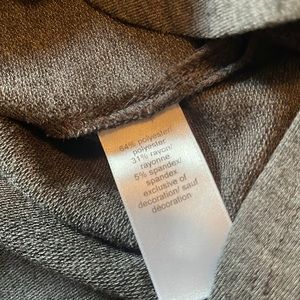 64% polyester/
polyester
31% rayon/
rayonne
5% spandex/
spandex
exclusive of
decoration/ sauf
décoration